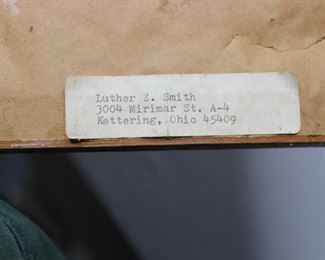 Luther Z. Smith
3004 Mirimar St. A-4
Kettering, Ohio 45409